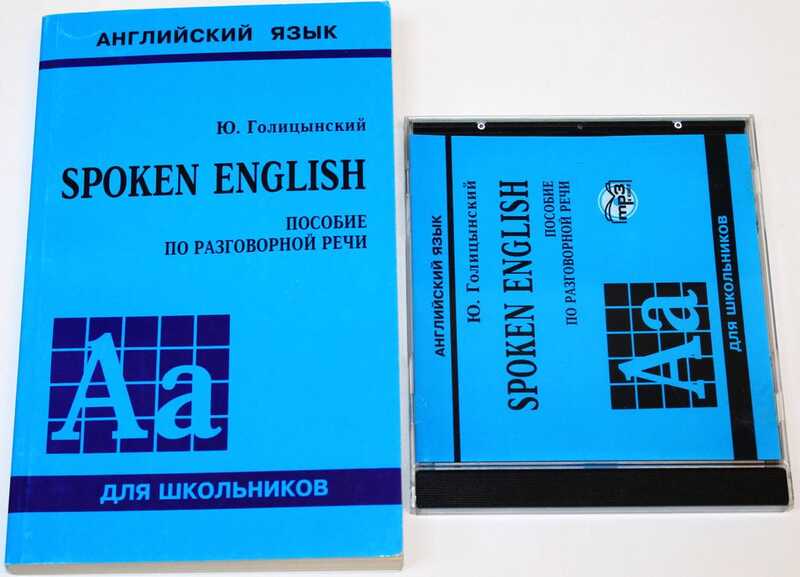 АНГЛИЙСКИЙ ЯЗЫК
Ю. Голицынский
SPOKEN ENGLISH
ПОСОБИЕ
ПО РАЗГОВОРНОЙ РЕЧИ
Aa
ДЛЯ ШКОЛЬНИКОВ
АНГЛИЙСКИЙ ЯЗЫК
Ю. Голицынский
SPOKEN ENGLISH
ПОСОБИЕ
ПО РАЗГОВОРНОЙ РЕЧИ
mp3
Aa
ДЛЯ ШКОЛЬНИКОВ